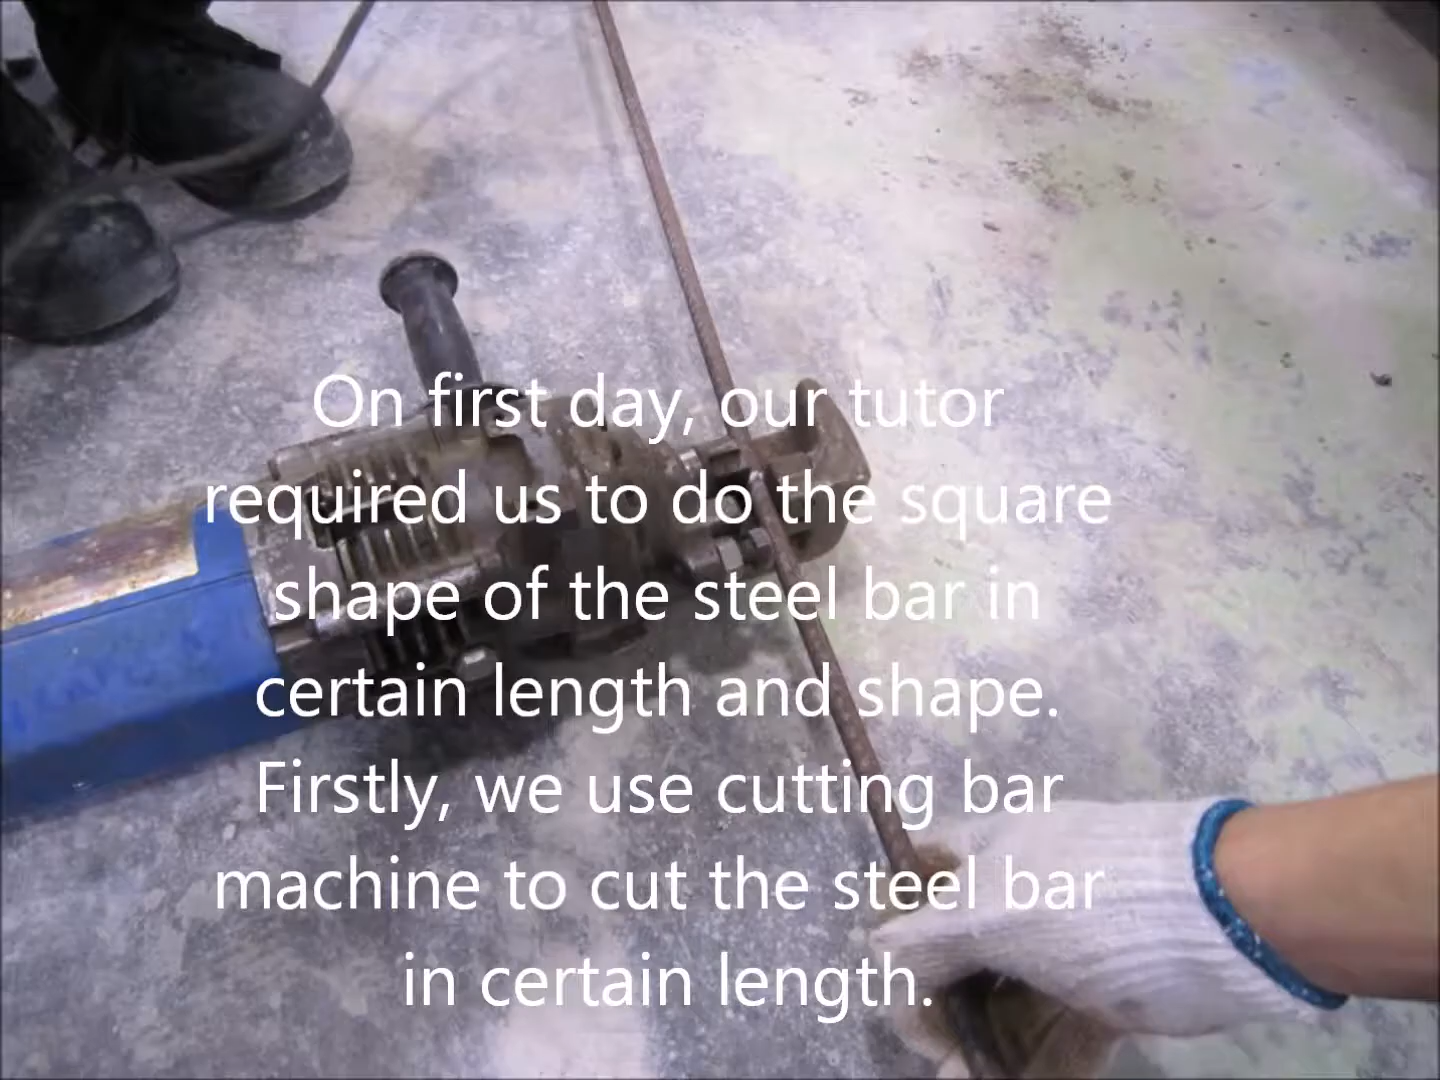 On first day, our tutor
required us to do the square
shape of the steel bar in
certain length and shape.
Firstly, we use cutting bar
machine to cut the steel bar
in certain length.